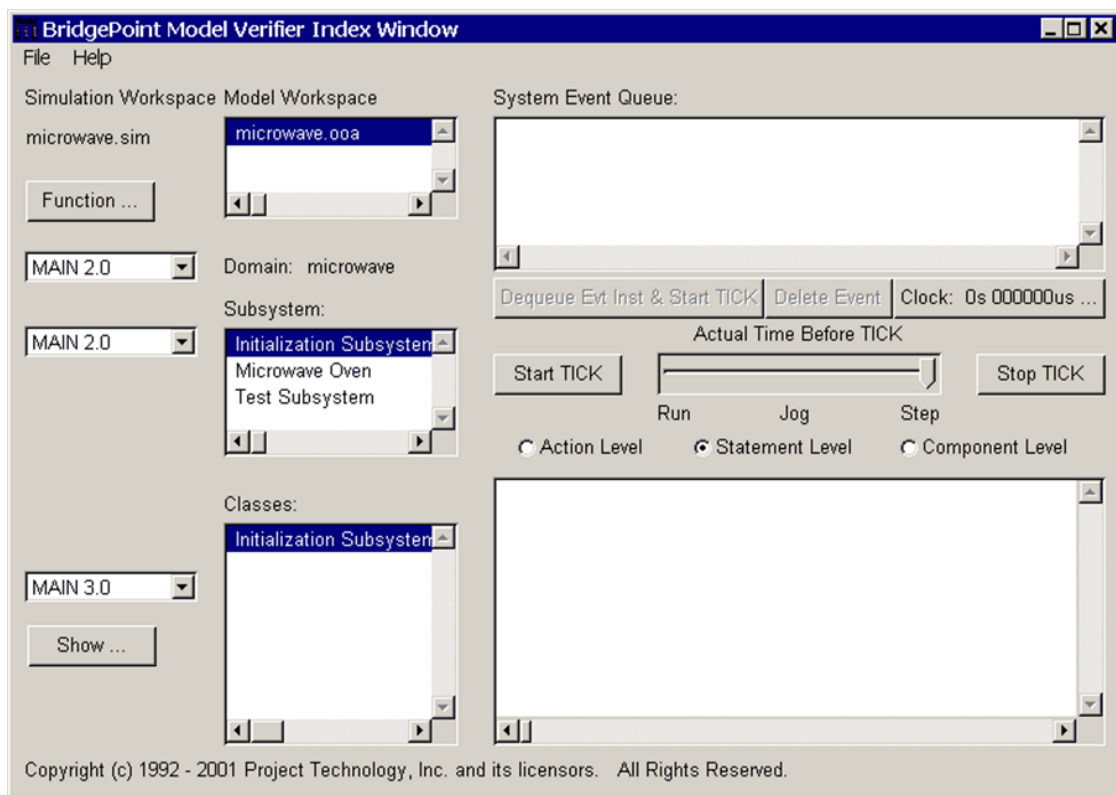 BridgePoint Model Verifier Index Window
File Help
Simulation Workspace Model Workspace System Event Queue:
microwave.sim
microwave.ooa
Function ...
MAIN 2.0
Domain: microwave
Dequeue Evt Inst & Start TICK Delete Event Clock: 0s 000000us ...
Subsystem:
Actual Time Before TICK
MAIN 2.0
Initialization Subsystem
Microwave Oven
Test Subsystem
Start TICK
Stop TICK
Run Jog Step
Action Level Statement Level Component Level
Classes:
Initialization Subsystem
MAIN 3.0
Show ...
Copyright (c) 1992 - 2001 Project Technology, Inc. and its licensors. All Rights Reserved.